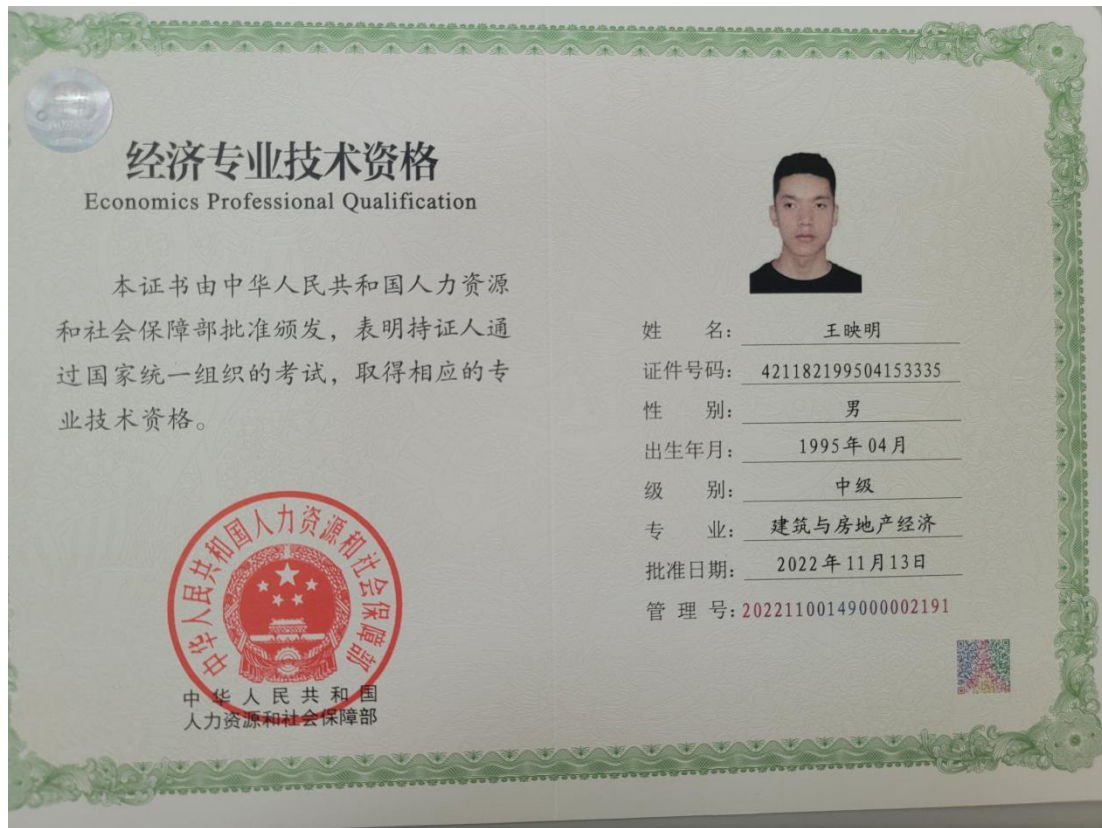 经济专业技术资格
Economics Professional Qualification
本证书由中华人民共和国人力资源
和社会保障部批准颁发，表明持证人通
过国家统一组织的考试，取得相应的专
业技术资格。
中华人民共和国人力资源和社会保障部
中华人民共和国
人力资源和社会保障部
姓 名: 王映明
证件号码: 421182199504153335
性 别: 男
出生年月: 1995年04月
级 别: 中级
专 业: 建筑与房地产经济
批准日期: 2022年11月13日
管 理 号: 20221100149000002191